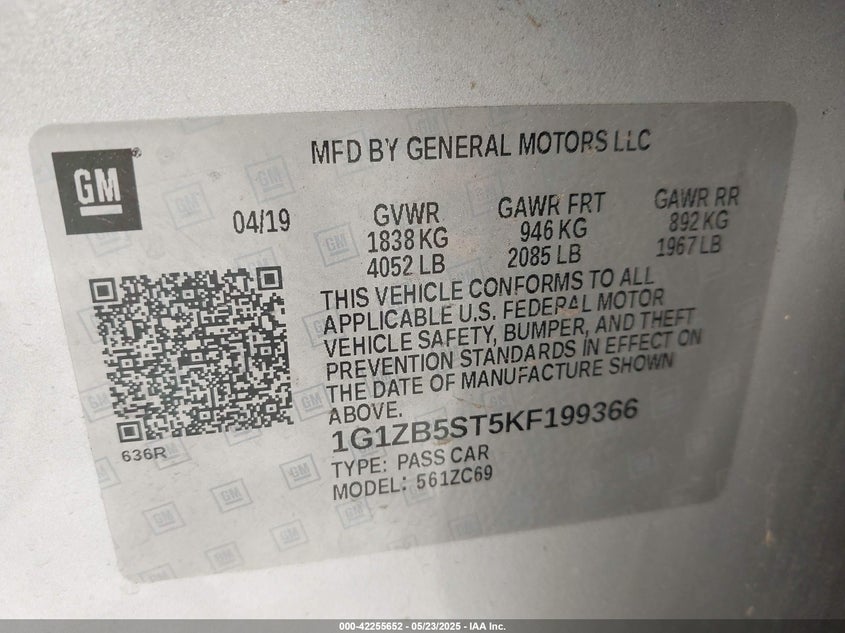 MFD BY GENERAL MOTORS LLC
GM
04/19
GVWR GAWR FRT GAWR RR
1838 KG 946 KG 892 KG
4052 LB 2085 LB 1967 LB
THIS VEHICLE CONFORMS TO ALL
APPLICABLE U.S. FEDERAL MOTOR
VEHICLE SAFETY, BUMPER, AND THEFT
PREVENTION STANDARDS IN EFFECT ON
THE DATE OF MANUFACTURE SHOWN
ABOVE.
1G1ZB5ST5KF199366
TYPE: PASS CAR
MODEL: 561ZC69
636R
000-42255652 - 05/23/2025 - IAA Inc.